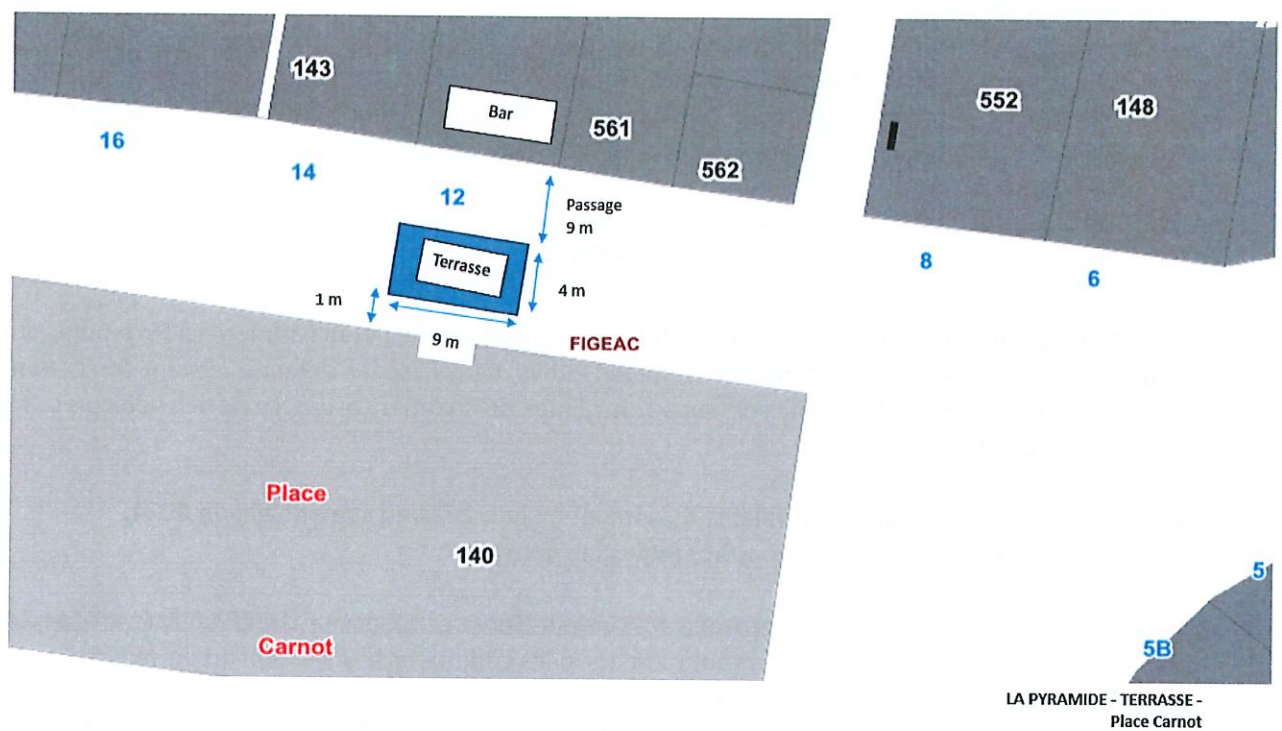 143
Bar
561
562
552
148
16
14
12
Passage
9 m
Terrasse
4 m
1 m
9 m
FIGEAC
8
6
Place
140
Carnot
5
5B
LA PYRAMIDE - TERRASSE -
Place Carnot